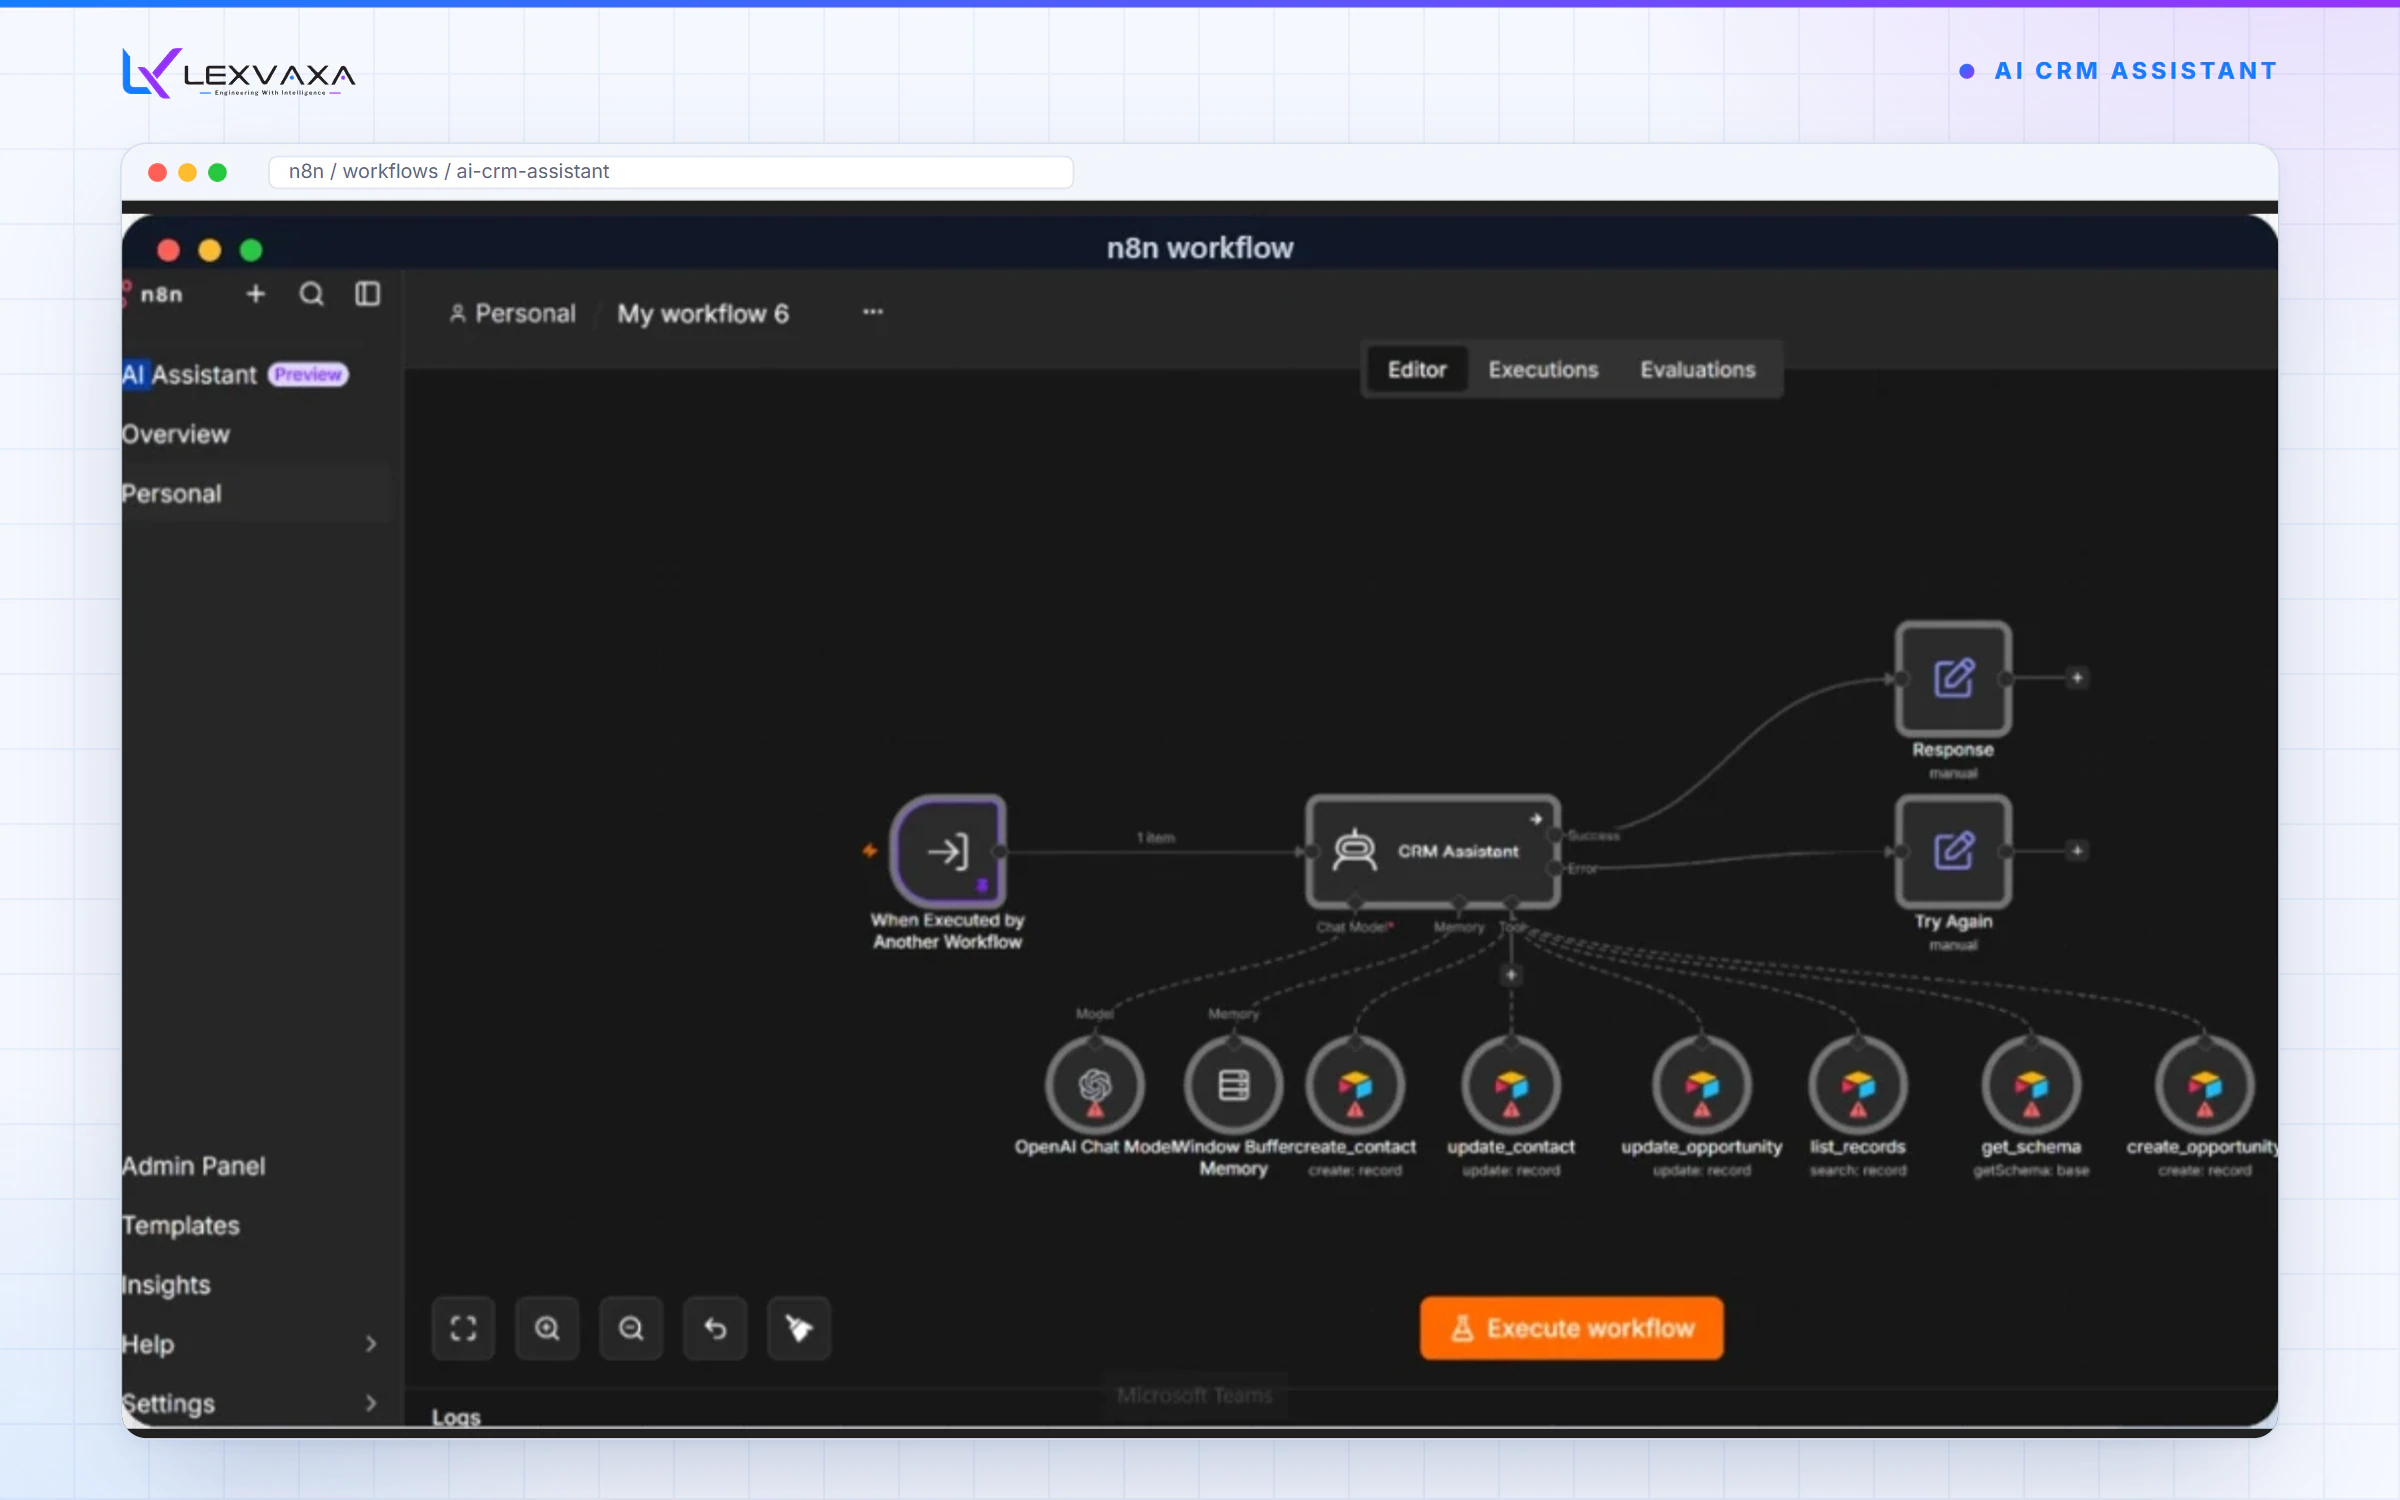 LEXVAXA
Engineering With Intelligence
AI CRM ASSISTANT
n8n / workflows / ai-crm-assistant
n8n workflow
n8n
Personal / My workflow 6 ...
Editor Executions Evaluations
AI Assistant Preview
Overview
Personal
Response
manual
1 item
CRM Assistant
Success
Error
When Executed by
Another Workflow
Chat Model*
Memory
Tool
Try Again
manual
Model
Memory
OpenAI Chat Model
Window Buffer
Memory
create_contact
create: record
update_contact
update: record
update_opportunity
update: record
list_records
search: record
get_schema
getSchema: base
create_opportunity
create: record
Admin Panel
Templates
Insights
Help
Settings
Execute workflow
Microsoft Teams
Logs